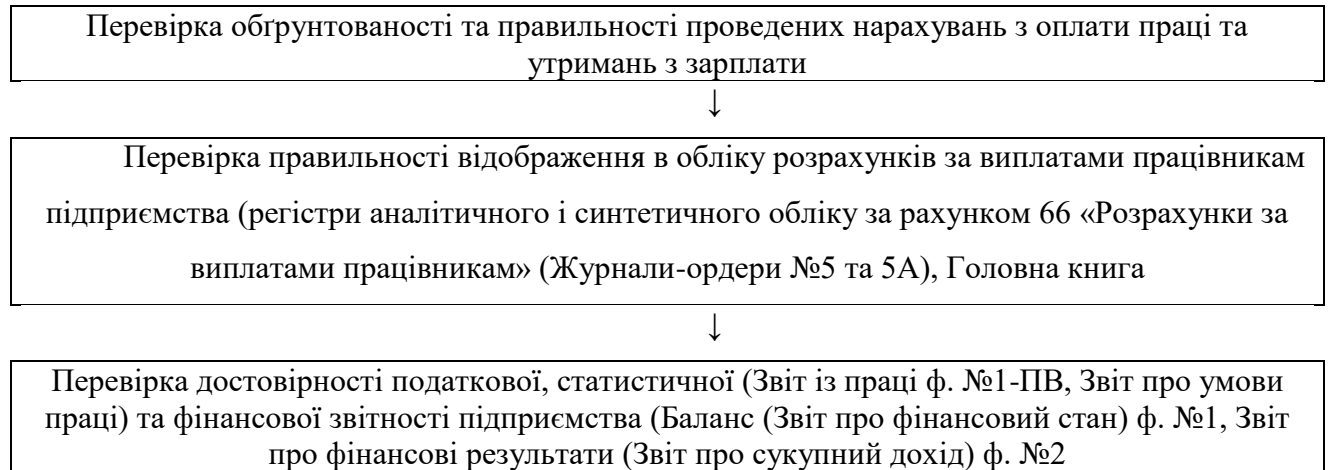 Перевірка обґрунтованості та правильності проведених нарахувань з оплати праці та
утримань з зарплати
↓
Перевірка правильності відображення в обліку розрахунків за виплатами працівникам
підприємства (регістри аналітичного і синтетичного обліку за рахунком 66 «Розрахунки за
виплатами працівникам» (Журнали-ордери №5 та 5А), Головна книга
↓
Перевірка достовірності податкової, статистичної (Звіт із праці ф. №1-ПВ, Звіт про умови
праці) та фінансової звітності підприємства (Баланс (Звіт про фінансовий стан) ф. №1, Звіт
про фінансові результати (Звіт про сукупний дохід) ф. №2